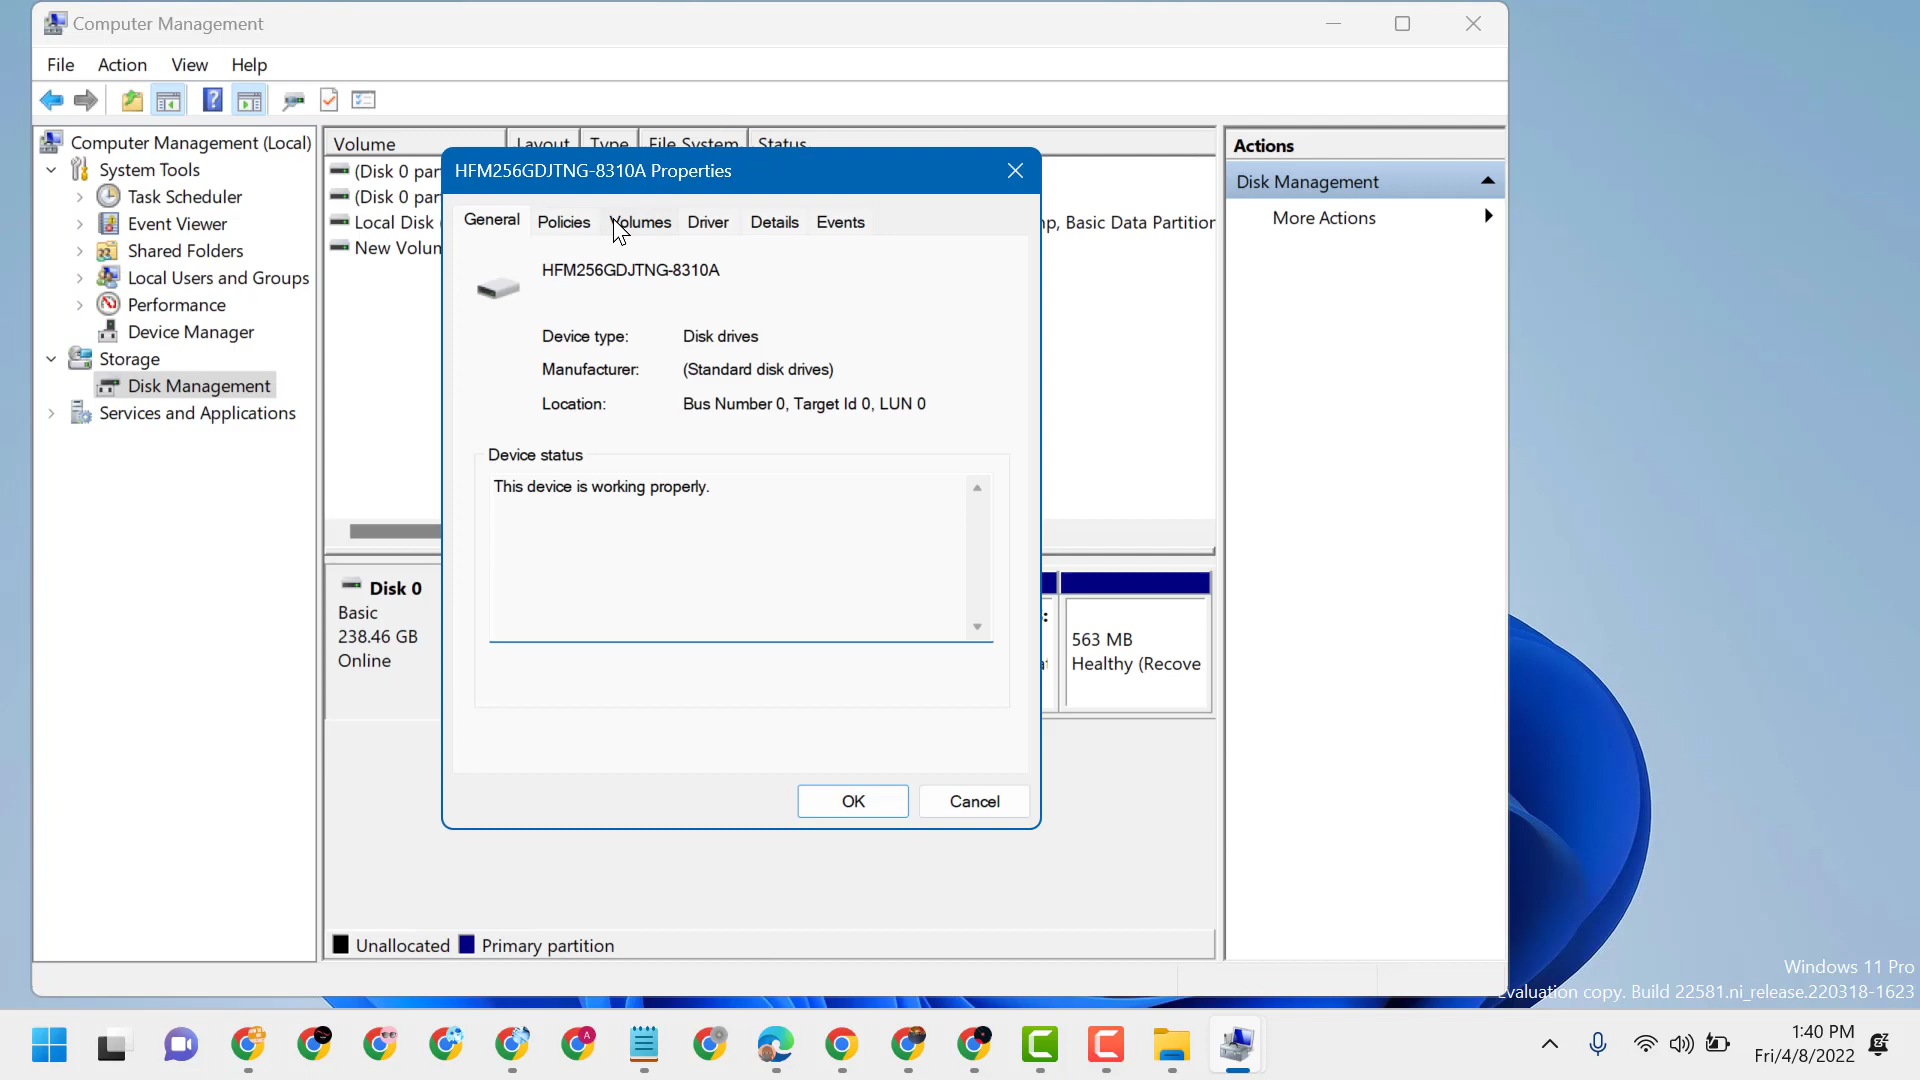 Computer Management
File Action View Help
Computer Management (Local)
System Tools
Task Scheduler
Event Viewer
Shared Folders
Local Users and Groups
Performance
Device Manager
Storage
Disk Management
Services and Applications
Volume Layout Type File System Status
(Disk 0 par
(Disk 0 par
Local Disk
New Volum
Basic Data Partition
HFM256GDJTNG-8310A Properties
General Policies Volumes Driver Details Events
HFM256GDJTNG-8310A
Device type: Disk drives
Manufacturer: (Standard disk drives)
Location: Bus Number 0, Target Id 0, LUN 0
Device status
This device is working properly.
OK Cancel
Disk 0
Basic
238.46 GB
Online
563 MB
Healthy (Recove
Unallocated Primary partition
Actions
Disk Management
More Actions
Windows 11 Pro
Evaluation copy. Build 22581.ni_release.220318-1623
1:40 PM
Fri/4/8/2022